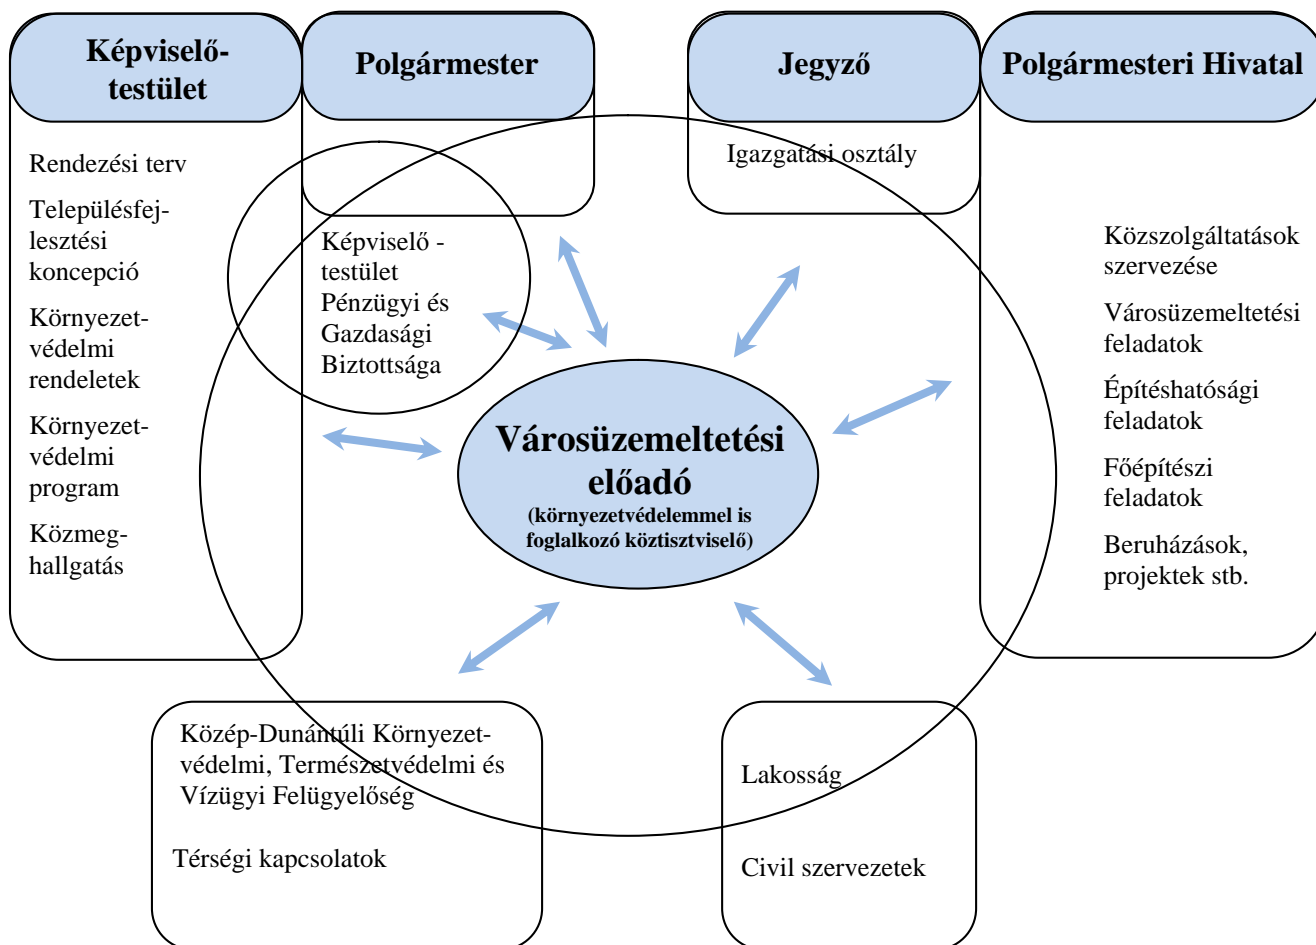 Képviselő-
testület
Polgármester
Jegyző
Polgármesteri Hivatal
Rendezési terv
Településfej-
lesztési
koncepció
Környezet-
védelmi
rendeletek
Környezet-
védelmi
program
Közmeg-
hallgatás
Képviselő -
testület
Pénzügyi és
Gazdasági
Biztottsága
Igazgatási osztály
Közszolgáltatások
szervezése
Városüzemeltetési
feladatok
Építéshatósági
feladatok
Főépítészi
feladatok
Beruházások,
projektek stb.
Városüzemeltetési
előadó
(környezetvédelemmel is
foglalkozó köztisztviselő)
Közép-Dunántúli Környezet-
védelmi, Természetvédelmi és
Vízügyi Felügyelőség
Térségi kapcsolatok
Lakosság
Civil szervezetek